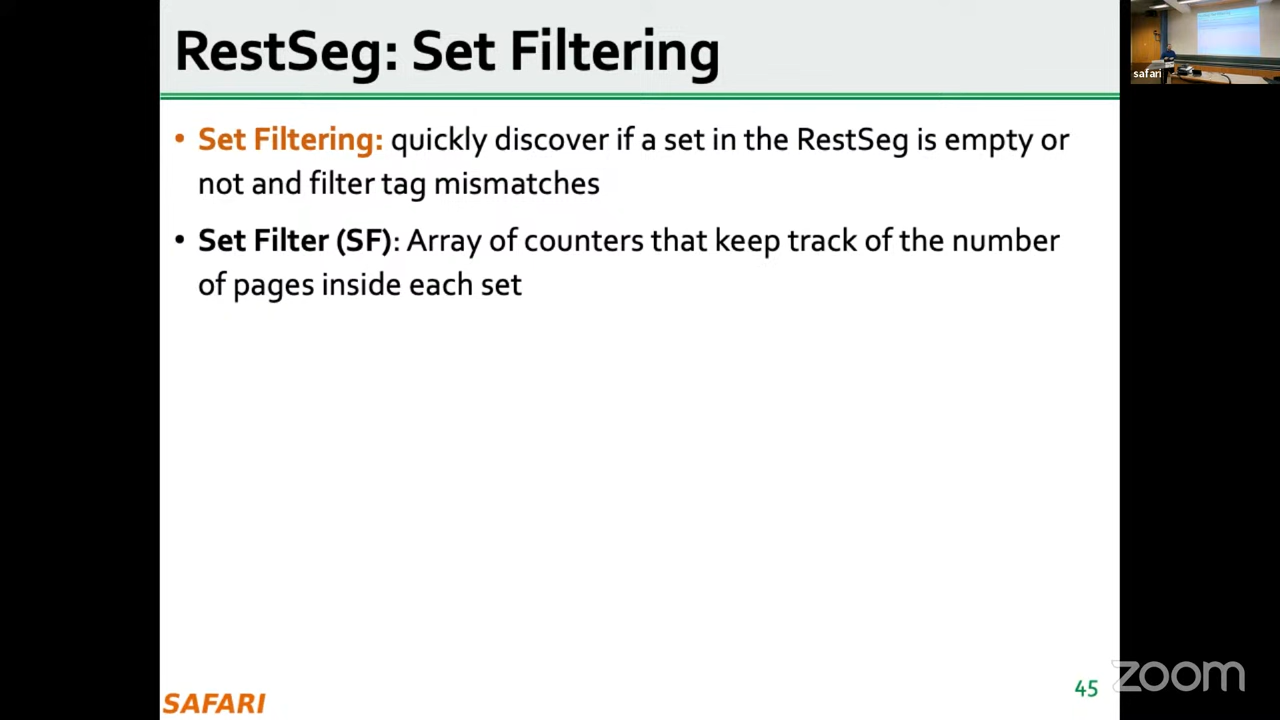 RestSeg: Set Filtering
safari
• Set Filtering: quickly discover if a set in the RestSeg is empty or
not and filter tag mismatches
• Set Filter (SF): Array of counters that keep track of the number
of pages inside each set
SAFARI
45
zoom